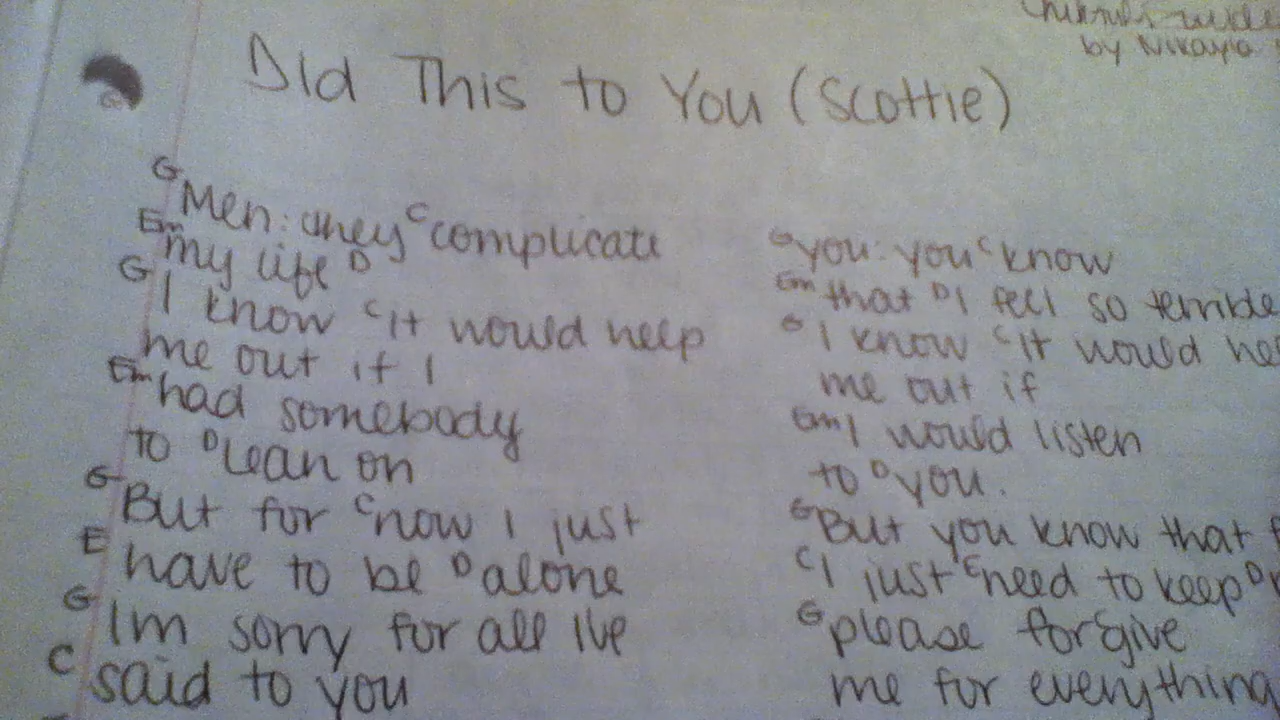 by
Did This to You (Scottie)
G
Men: they C complicate
Em my life D
G I know C it would help
me out if I
Em had somebody
to D lean on
G But for C now I just
E have to be D alone
G Im sorry for all Ive
C said to you
G you: you C know
Em that D I feel so terrible
G I know C it would
me out if
Em I would listen
to D you.
G But you know that
C I just C need to keep D
G please forgive
me for everything